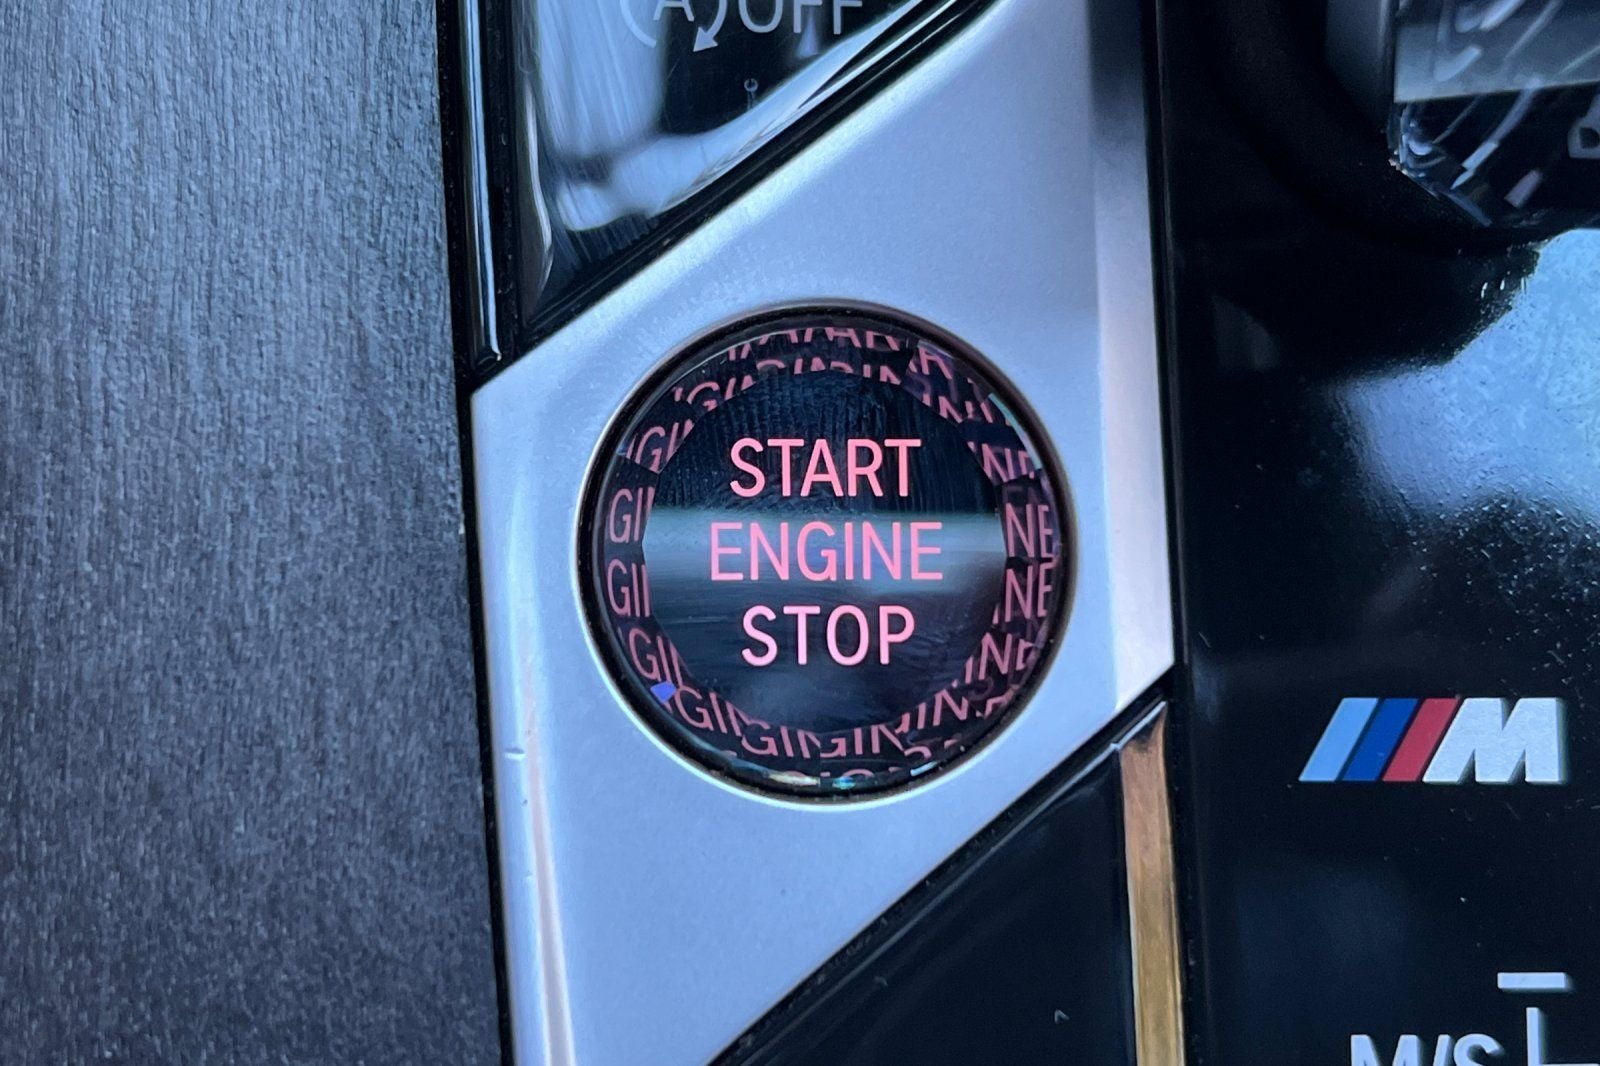 A OFF
START
ENGINE
STOP
M
M/S